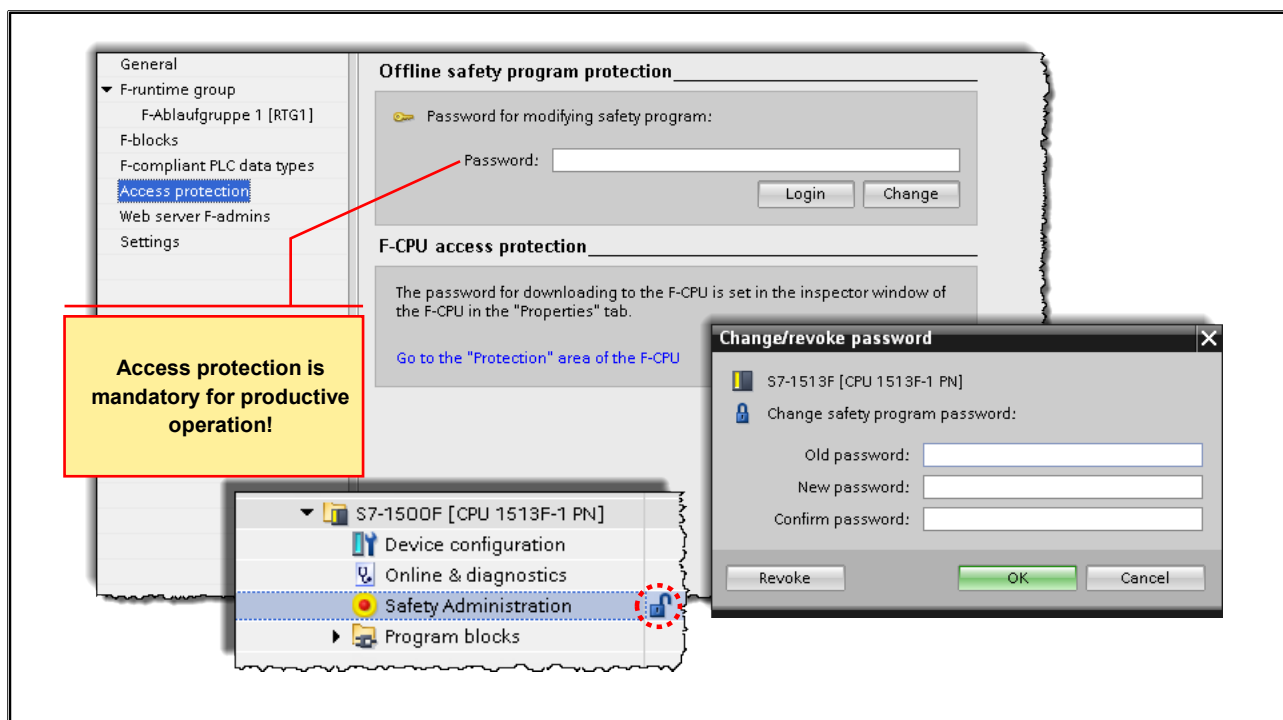 General
F-runtime group
F-Ablaufgruppe 1 [RTG1]
F-blocks
F-compliant PLC data types
Access protection
Web server F-admins
Settings
Offline safety program protection
Password for modifying safety program:
Password:
Login
Change
F-CPU access protection
The password for downloading to the F-CPU is set in the inspector window of
the F-CPU in the "Properties" tab.
Go to the "Protection" area of the F-CPU
Access protection is
mandatory for productive
operation!
Change/revoke password
S7-1513F [CPU 1513F-1 PN]
Change safety program password:
Old password:
New password:
Confirm password:
Revoke
OK
Cancel
S7-1500F [CPU 1513F-1 PN]
Device configuration
Online & diagnostics
Safety Administration
Program blocks